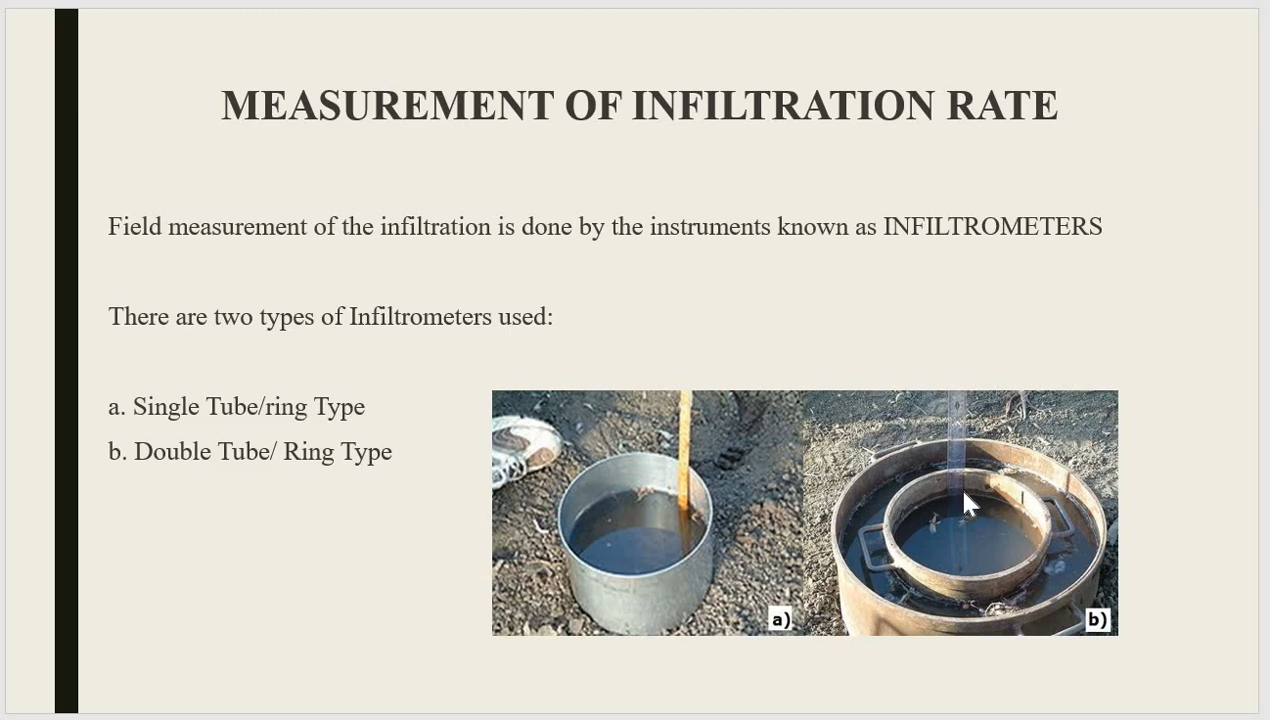 MEASUREMENT OF INFILTRATION RATE
Field measurement of the infiltration is done by the instruments known as INFILTROMETERS
There are two types of Infiltrometers used:
a. Single Tube/ring Type
b. Double Tube/ Ring Type
a)
b)